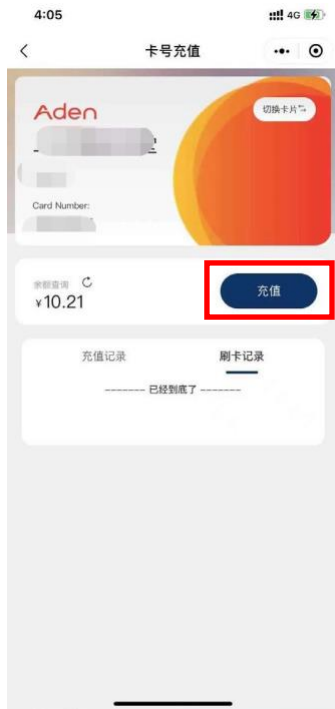 4:05
4G
卡号充值
Aden
切换卡片
Card Number:
余额查询
¥10.21
充值
充值记录
刷卡记录
------- 已经到底了 -------